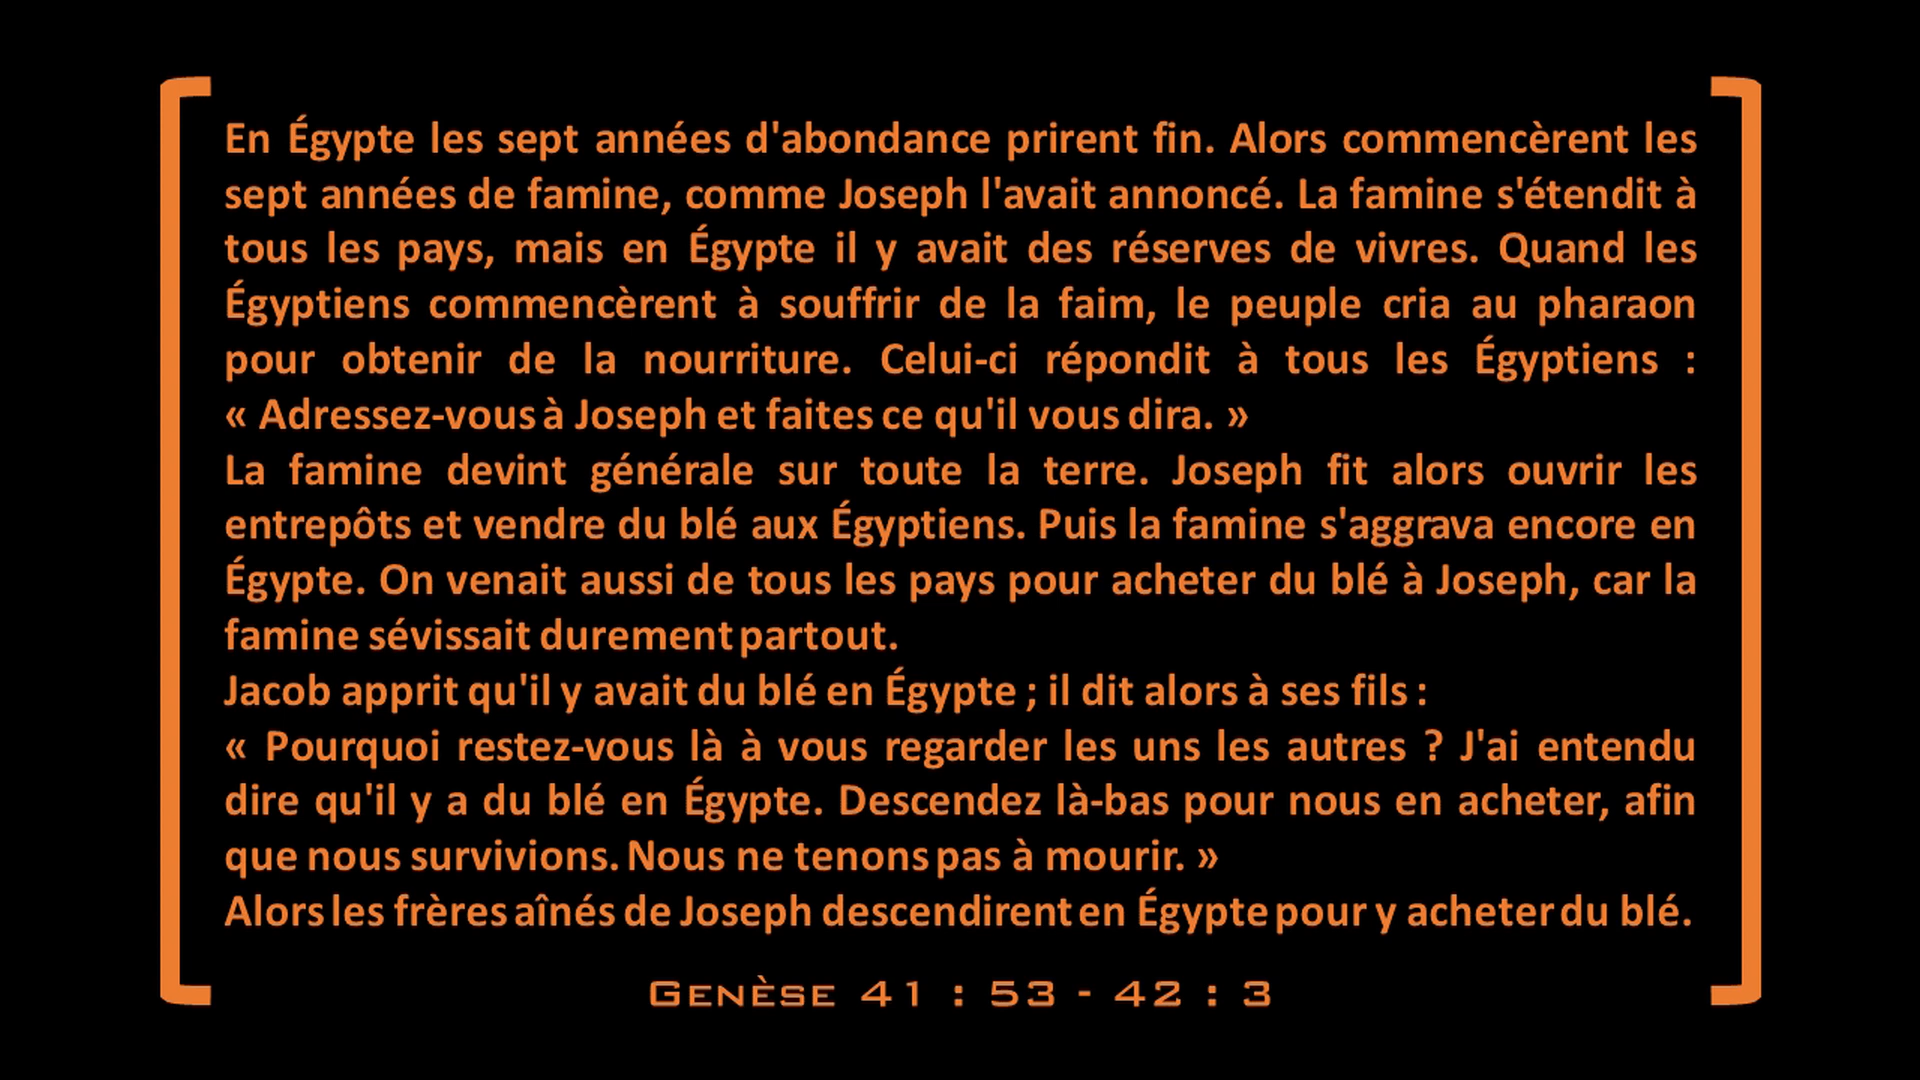 En Égypte les sept années d'abondance prirent fin. Alors commencèrent les
sept années de famine, comme Joseph l'avait annoncé. La famine s'étendit à
tous les pays, mais en Égypte il y avait des réserves de vivres. Quand les
Égyptiens commencèrent à souffrir de la faim, le peuple cria au pharaon
pour obtenir de la nourriture. Celui-ci répondit à tous les Égyptiens :
« Adressez-vous à Joseph et faites ce qu'il vous dira. »
La famine devint générale sur toute la terre. Joseph fit alors ouvrir les
entrepôts et vendre du blé aux Égyptiens. Puis la famine s'aggrava encore en
Égypte. On venait aussi de tous les pays pour acheter du blé à Joseph, car la
famine sévissait durement partout.
Jacob apprit qu'il y avait du blé en Égypte ; il dit alors à ses fils :
« Pourquoi restez-vous là à vous regarder les uns les autres ? J'ai entendu
dire qu'il y a du blé en Égypte. Descendez là-bas pour nous en acheter, afin
que nous survivions. Nous ne tenons pas à mourir. »
Alors les frères aînés de Joseph descendirent en Égypte pour y acheter du blé.
Genèse 41 : 53 - 42 : 3